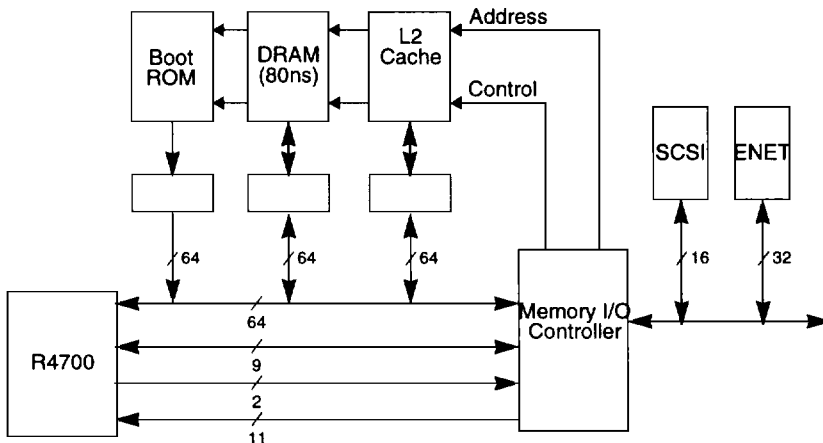 Boot
ROM
DRAM
(80ns)
L2
Cache
Address
Control
SCSI
ENET
64
64
64
16
32
R4700
64
9
2
11
Memory I/O
Controller